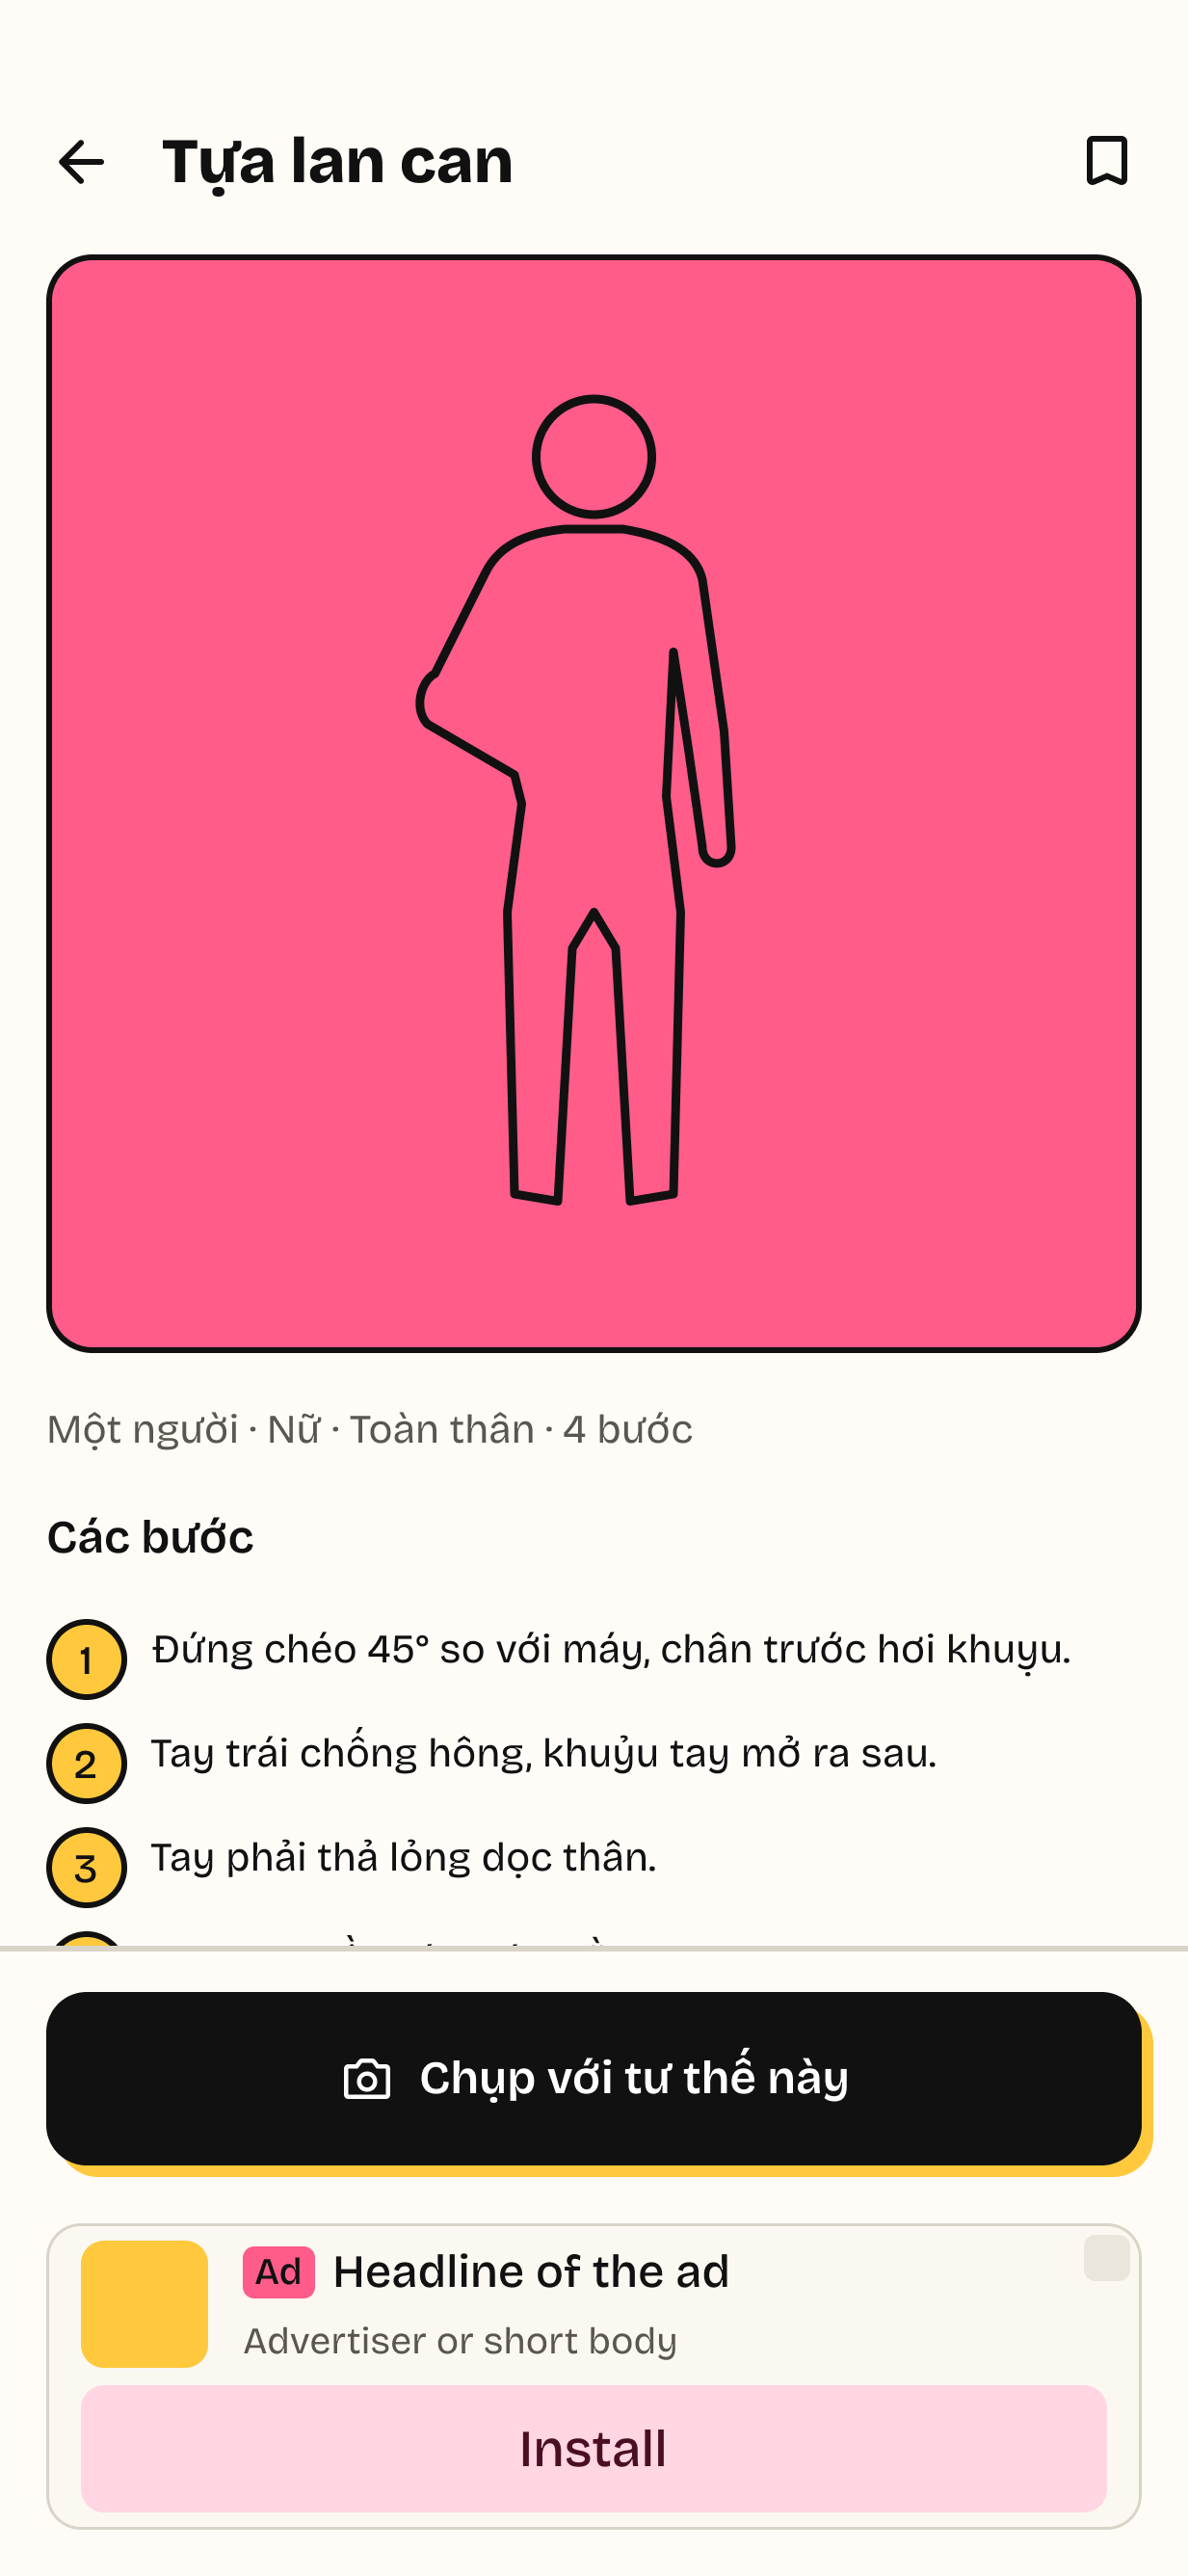 Tựa lan can
Một người · Nữ · Toàn thân · 4 bước
Các bước
1 Đứng chéo 45° so với máy, chân trước hơi khuỵu.
2 Tay trái chống hông, khuỷu tay mở ra sau.
3 Tay phải thả lỏng dọc thân.
Chụp với tư thế này
Ad Headline of the ad
Advertiser or short body
Install